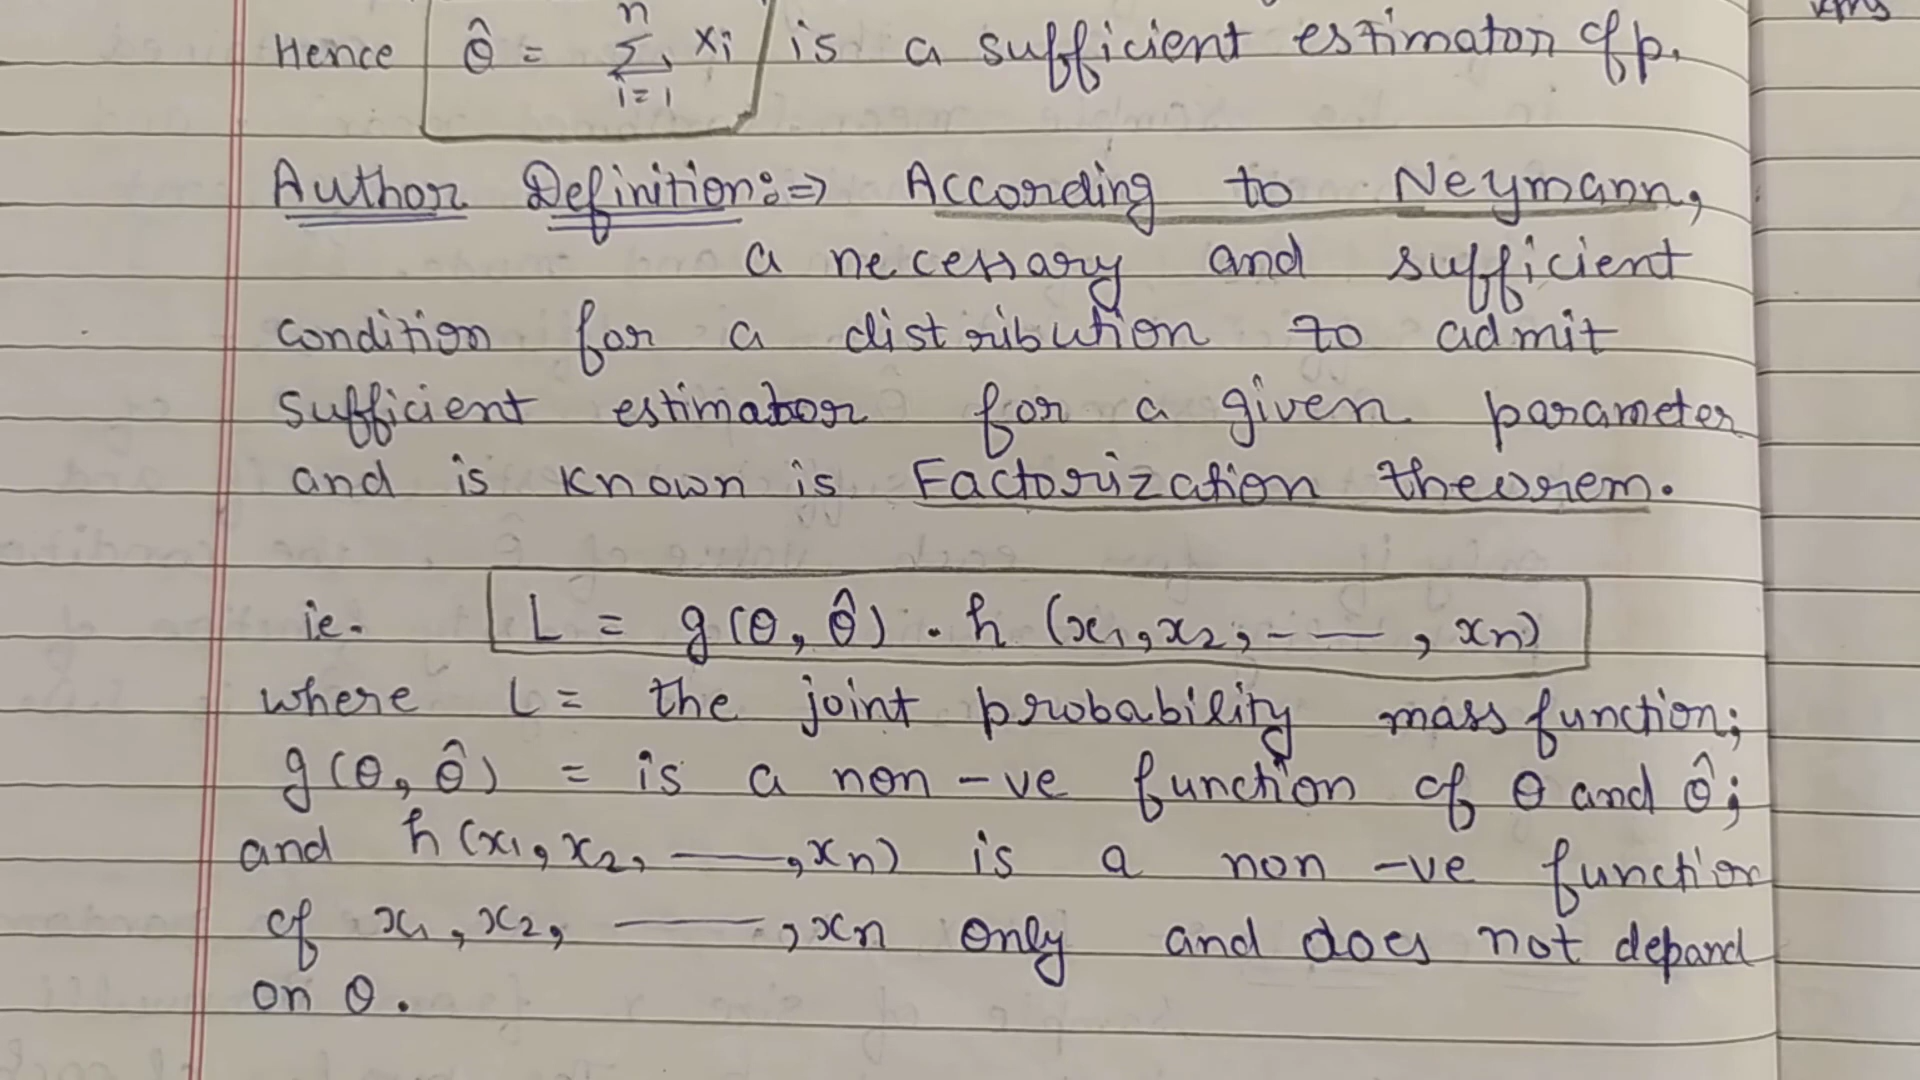 Hence θ̂ = n Σ i=1 xi is a sufficient estimator of p.
Author Definition:⇒ According to Neymann,
a necessary and sufficient
condition for a distribution to admit
sufficient estimator for a given parameter
and is known is Factorization theorem.
ie. L = g(θ, θ̂) . h (x1, x2, - —, xn)
where L = the joint probability mass function;
g(θ, θ̂) = is a non -ve function of θ and θ̂;
and h(x1, x2, —, xn) is a non -ve function
of x1, x2, —, xn only and does not depand
on θ.